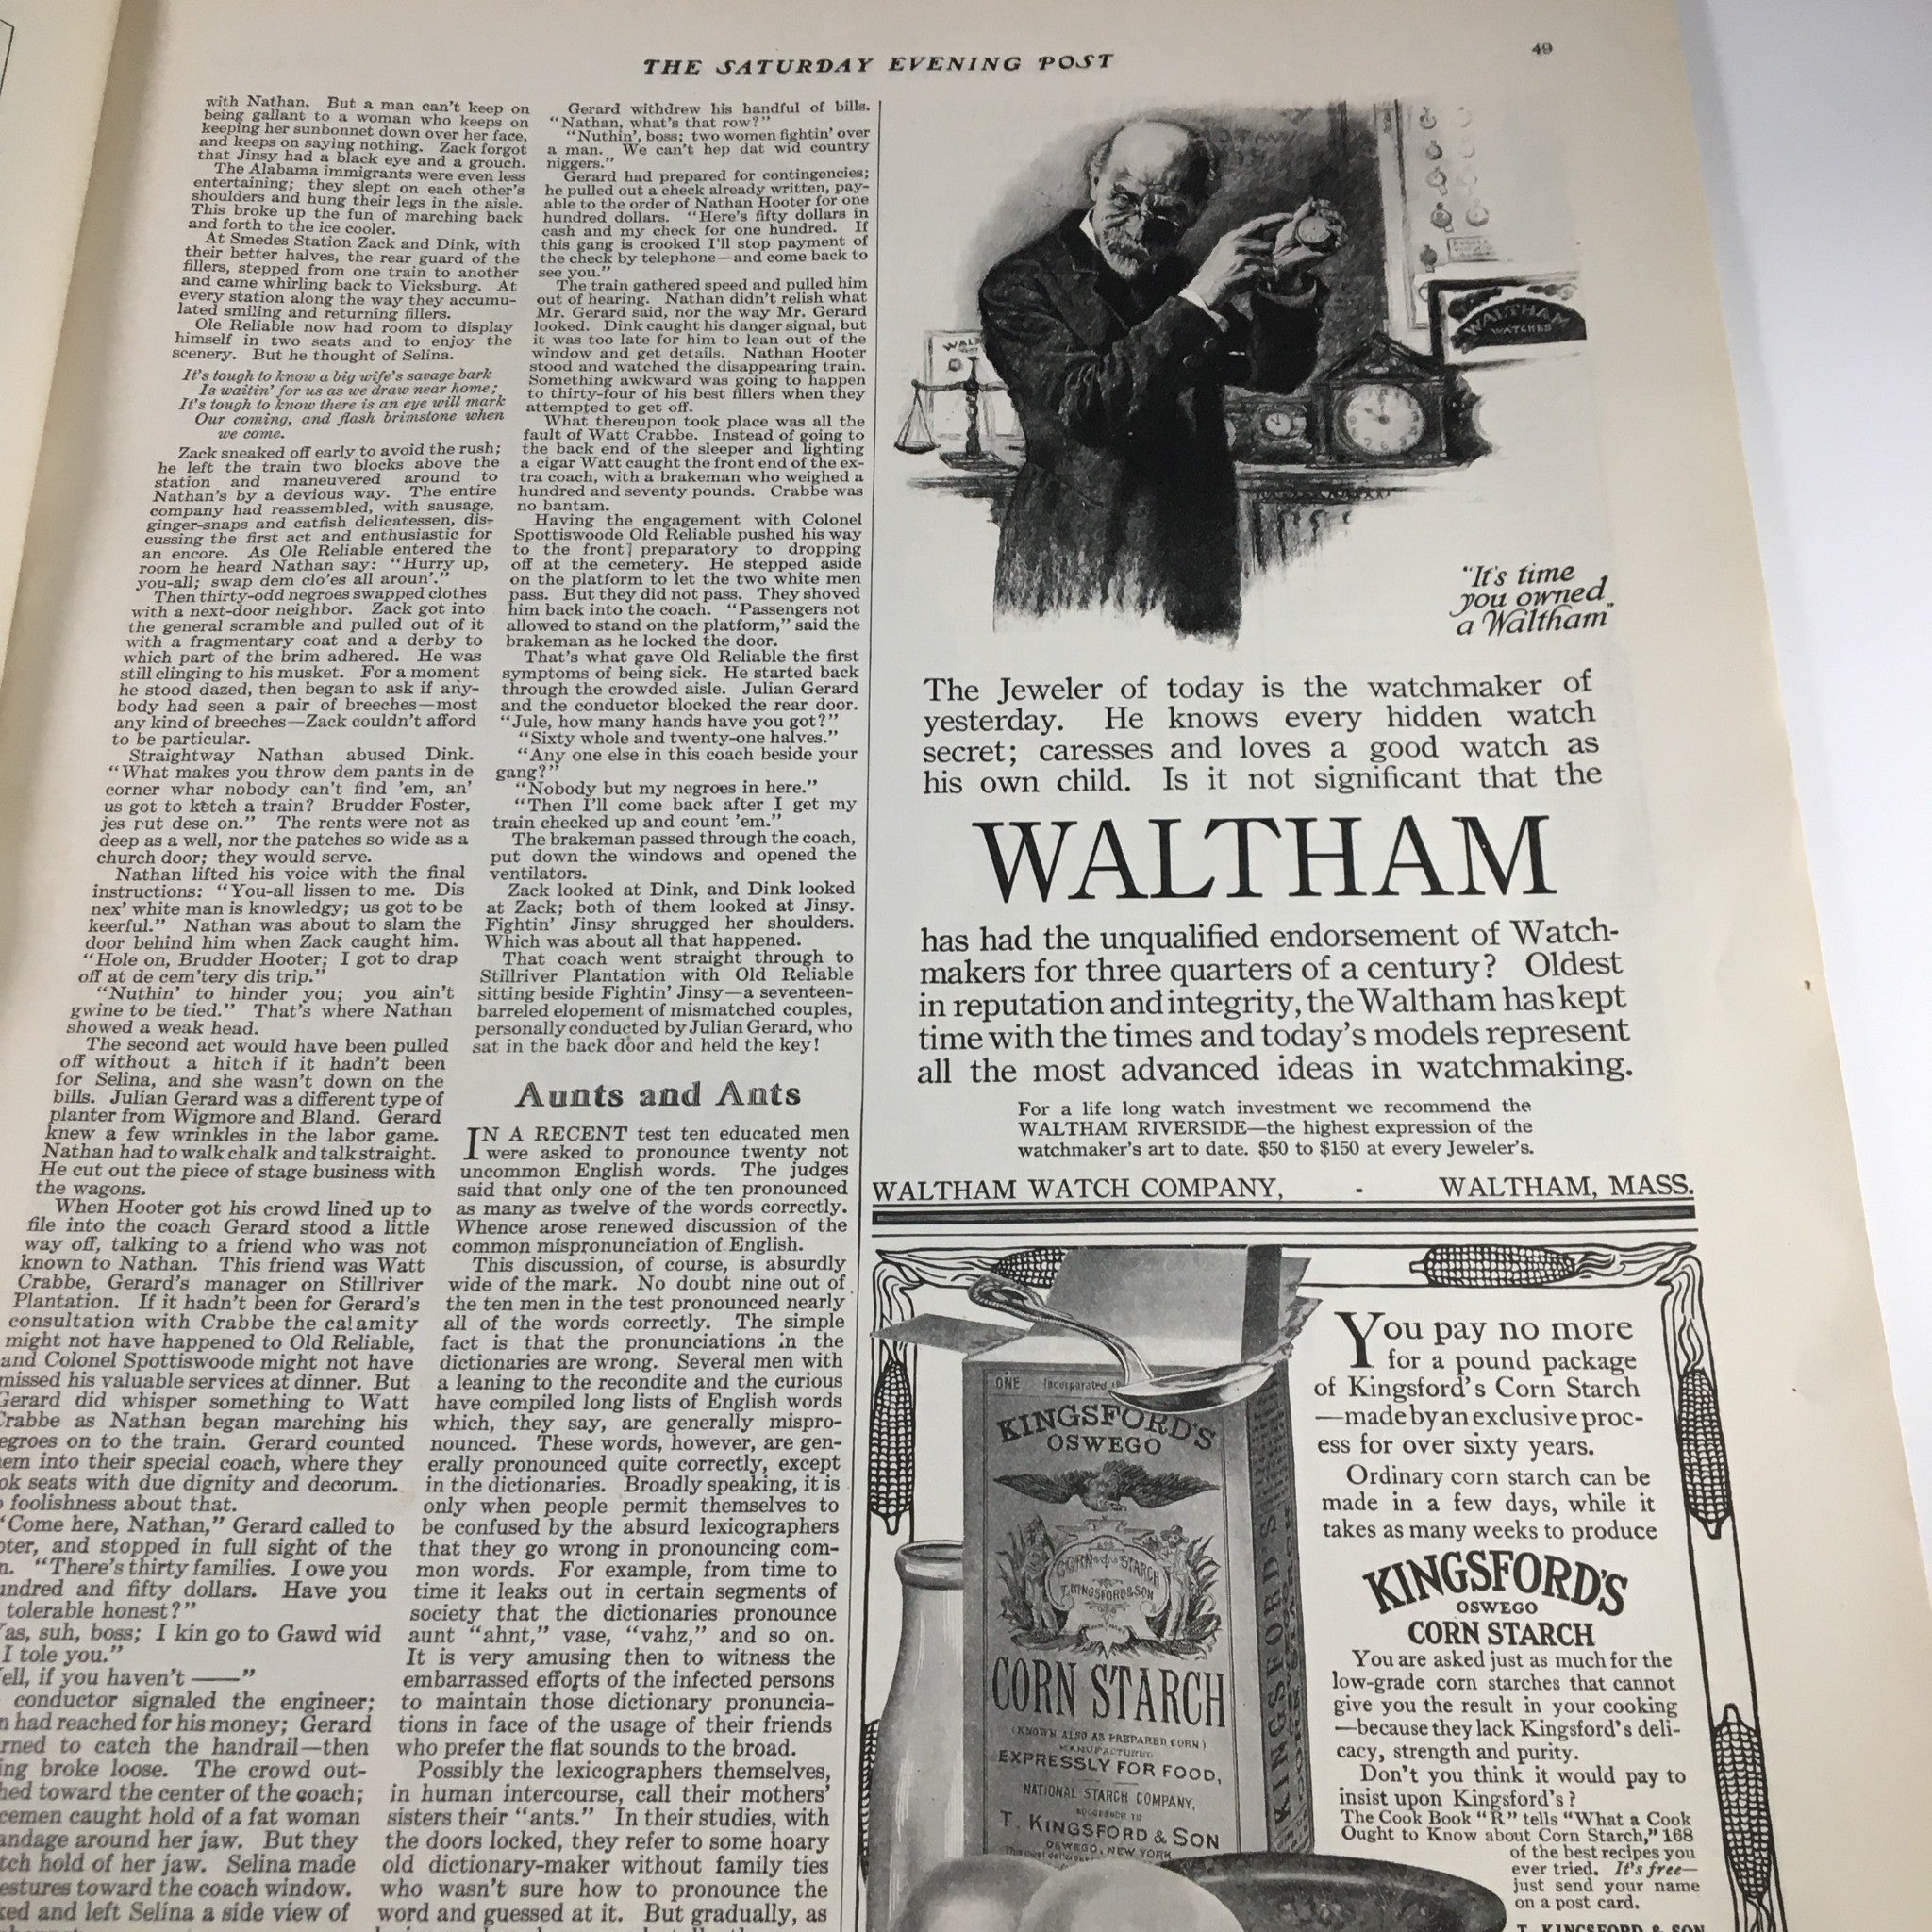 THE SATURDAY EVENING POST
49
with Nathan. But a man can't keep on
being gallant to a woman who keeps on
keeping her sunbonnet down over her face,
and keeps on saying nothing. Zack forgot
that Jinsy had a black eye and a grouch.
The Alabama immigrants were even less
entertaining; they slept on each other's
shoulders and hung their legs in the aisle.
This broke up the fun of marching back
and forth to the ice cooler.
At Smedes Station Zack and Dink, with
their better halves, the rear guard of the
fillers, stepped from one train to another
and came whirling back to Vicksburg. At
every station along the way they accumu-
lated smiling and returning fillers.
Ole Reliable now had room to display
himself in two seats and to enjoy the
scenery. But he thought of Selina.
It's tough to know a big wife's savage bark
Is waitin' for us as we draw near home;
It's tough to know there is an eye will mark
Our coming, and flash brimstone when
we come.
Zack sneaked off early to avoid the rush;
he left the train two blocks above the
station and maneuvered around to
Nathan's by a devious way. The entire
company had reassembled, with sausage,
ginger-snaps and catfish delicatessen, dis-
cussing the first act and enthusiastic for
an encore. As Ole Reliable entered the
room he heard Nathan say: "Hurry up,
you-all; swap dem clo'es all aroun'."
Then thirty-odd negroes swapped clothes
with a next-door neighbor. Zack got into
the general scramble and pulled out of it
with a fragmentary coat and a derby to
which part of the brim adhered. He was
still clinging to his musket. For a moment
he stood dazed, then began to ask if any-
body had seen a pair of breeches—most
any kind of breeches—Zack couldn't afford
to be particular.
Straightway Nathan abused Dink.
"What makes you throw dem pants in de
corner whar nobody can't find 'em, an'
us got to ketch a train? Brudder Foster,
jes put dese on." The rents were not as
deep as a well, nor the patches so wide as a
church door; they would serve.
Nathan lifted his voice with the final
instructions: "You-all lissen to me. Dis
nex' white man is knowledgy; us got to be
keerful." Nathan was about to slam the
door behind him when Zack caught him.
"Hole on, Brudder Hooter; I got to drap
off at de cem'tery dis trip."
"Nuthin' to hinder you; you ain't
gwine to be tied." That's where Nathan
showed a weak head.
The second act would have been pulled
off without a hitch if it hadn't been
for Selina, and she wasn't down on the
bills. Julian Gerard was a different type of
planter from Wigmore and Bland. Gerard
knew a few wrinkles in the labor game.
Nathan had to walk chalk and talk straight.
He cut out the piece of stage business with
the wagons.
When Hooter got his crowd lined up to
file into the coach Gerard stood a little
way off, talking to a friend who was not
known to Nathan. This friend was Watt
Crabbe, Gerard's manager on Stillriver
Plantation. If it hadn't been for Gerard's
consultation with Crabbe the calamity
might not have happened to Old Reliable,
and Colonel Spottiswoode might not have
missed his valuable services at dinner. But
Gerard did whisper something to Watt
Crabbe as Nathan began marching his
egroes on to the train. Gerard counted
em into their special coach, where they
ok seats with due dignity and decorum.
foolishness about that.
"Come here, Nathan," Gerard called to
oter, and stopped in full sight of the
n. "There's thirty families. I owe you
undred and fifty dollars. Have you
tolerable honest?"
as, suh, boss; I kin go to Gawd wid
I tole you."
ell, if you haven't ——"
conductor signaled the engineer;
n had reached for his money; Gerard
rned to catch the handrail—then
ing broke loose. The crowd out-
hed toward the center of the coach;
cemen caught hold of a fat woman
andage around her jaw. But they
tch hold of her jaw. Selina made
estures toward the coach window.
ked and left Selina a side view of
Gerard withdrew his handful of bills.
"Nathan, what's that row?"
"Nuthin', boss; two women fightin' over
a man. We can't hep dat wid country
niggers."
Gerard had prepared for contingencies;
he pulled out a check already written, pay-
able to the order of Nathan Hooter for one
hundred dollars. "Here's fifty dollars in
cash and my check for one hundred. If
this gang is crooked I'll stop payment of
the check by telephone—and come back to
see you."
The train gathered speed and pulled him
out of hearing. Nathan didn't relish what
Mr. Gerard said, nor the way Mr. Gerard
looked. Dink caught his danger signal, but
it was too late for him to lean out of the
window and get details. Nathan Hooter
stood and watched the disappearing train.
Something awkward was going to happen
to thirty-four of his best fillers when they
attempted to get off.
What thereupon took place was all the
fault of Watt Crabbe. Instead of going to
the back end of the sleeper and lighting
a cigar Watt caught the front end of the ex-
tra coach, with a brakeman who weighed a
hundred and seventy pounds. Crabbe was
no bantam.
Having the engagement with Colonel
Spottiswoode Old Reliable pushed his way
to the front] preparatory to dropping
off at the cemetery. He stepped aside
on the platform to let the two white men
pass. But they did not pass. They shoved
him back into the coach. "Passengers not
allowed to stand on the platform," said the
brakeman as he locked the door.
That's what gave Old Reliable the first
symptoms of being sick. He started back
through the crowded aisle. Julian Gerard
and the conductor blocked the rear door.
"Jule, how many hands have you got?"
"Sixty whole and twenty-one halves."
"Any one else in this coach beside your
gang?"
"Nobody but my negroes in here."
"Then I'll come back after I get my
train checked up and count 'em."
The brakeman passed through the coach,
put down the windows and opened the
ventilators.
Zack looked at Dink, and Dink looked
at Zack; both of them looked at Jinsy.
Fightin' Jinsy shrugged her shoulders.
Which was about all that happened.
That coach went straight through to
Stillriver Plantation with Old Reliable
sitting beside Fightin' Jinsy—a seventeen-
barreled elopement of mismatched couples,
personally conducted by Julian Gerard, who
sat in the back door and held the key!
Aunts and Ants
IN A RECENT test ten educated men
were asked to pronounce twenty not
uncommon English words. The judges
said that only one of the ten pronounced
as many as twelve of the words correctly.
Whence arose renewed discussion of the
common mispronunciation of English.
This discussion, of course, is absurdly
wide of the mark. No doubt nine out of
the ten men in the test pronounced nearly
all of the words correctly. The simple
fact is that the pronunciations in the
dictionaries are wrong. Several men with
a leaning to the recondite and the curious
have compiled long lists of English words
which, they say, are generally mispro-
nounced. These words, however, are gen-
erally pronounced quite correctly, except
in the dictionaries. Broadly speaking, it is
only when people permit themselves to
be confused by the absurd lexicographers
that they go wrong in pronouncing com-
mon words. For example, from time to
time it leaks out in certain segments of
society that the dictionaries pronounce
aunt "ahnt," vase, "vahz," and so on.
It is very amusing then to witness the
embarrassed efforts of the infected persons
to maintain those dictionary pronuncia-
tions in face of the usage of their friends
who prefer the flat sounds to the broad.
Possibly the lexicographers themselves,
in human intercourse, call their mothers'
sisters their "ants." In their studies, with
the doors locked, they refer to some hoary
old dictionary-maker without family ties
who wasn't sure how to pronounce the
word and guessed at it. But gradually, as
WALTHAM
WATCHES
"It's time
you owned
a Waltham"
The Jeweler of today is the watchmaker of
yesterday. He knows every hidden watch
secret; caresses and loves a good watch as
his own child. Is it not significant that the
WALTHAM
has had the unqualified endorsement of Watch-
makers for three quarters of a century? Oldest
in reputation and integrity, the Waltham has kept
time with the times and today's models represent
all the most advanced ideas in watchmaking.
For a life long watch investment we recommend the
WALTHAM RIVERSIDE—the highest expression of the
watchmaker's art to date. $50 to $150 at every Jeweler's.
WALTHAM WATCH COMPANY, - WALTHAM, MASS.
ONE Incorporated
KINGSFORD'S
OSWEGO
CORN STARCH
T. KINGSFORD & SON
CORN STARCH
(KNOWN ALSO AS PREPARED CORN)
MANUFACTURED
EXPRESSLY FOR FOOD,
NATIONAL STARCH COMPANY,
SUCCESSOR TO
T. KINGSFORD & SON
OSWEGO, NEW YORK
KINGSFORD'S
You pay no more
for a pound package
of Kingsford's Corn Starch
—made by an exclusive proc-
ess for over sixty years.
Ordinary corn starch can be
made in a few days, while it
takes as many weeks to produce
KINGSFORD'S
OSWEGO
CORN STARCH
You are asked just as much for the
low-grade corn starches that cannot
give you the result in your cooking
—because they lack Kingsford's deli-
cacy, strength and purity.
Don't you think it would pay to
insist upon Kingsford's?
The Cook Book "R" tells "What a Cook
Ought to Know about Corn Starch," 168
of the best recipes you
ever tried. It's free—
just send your name
on a post card.
T. KINGSFORD & SON